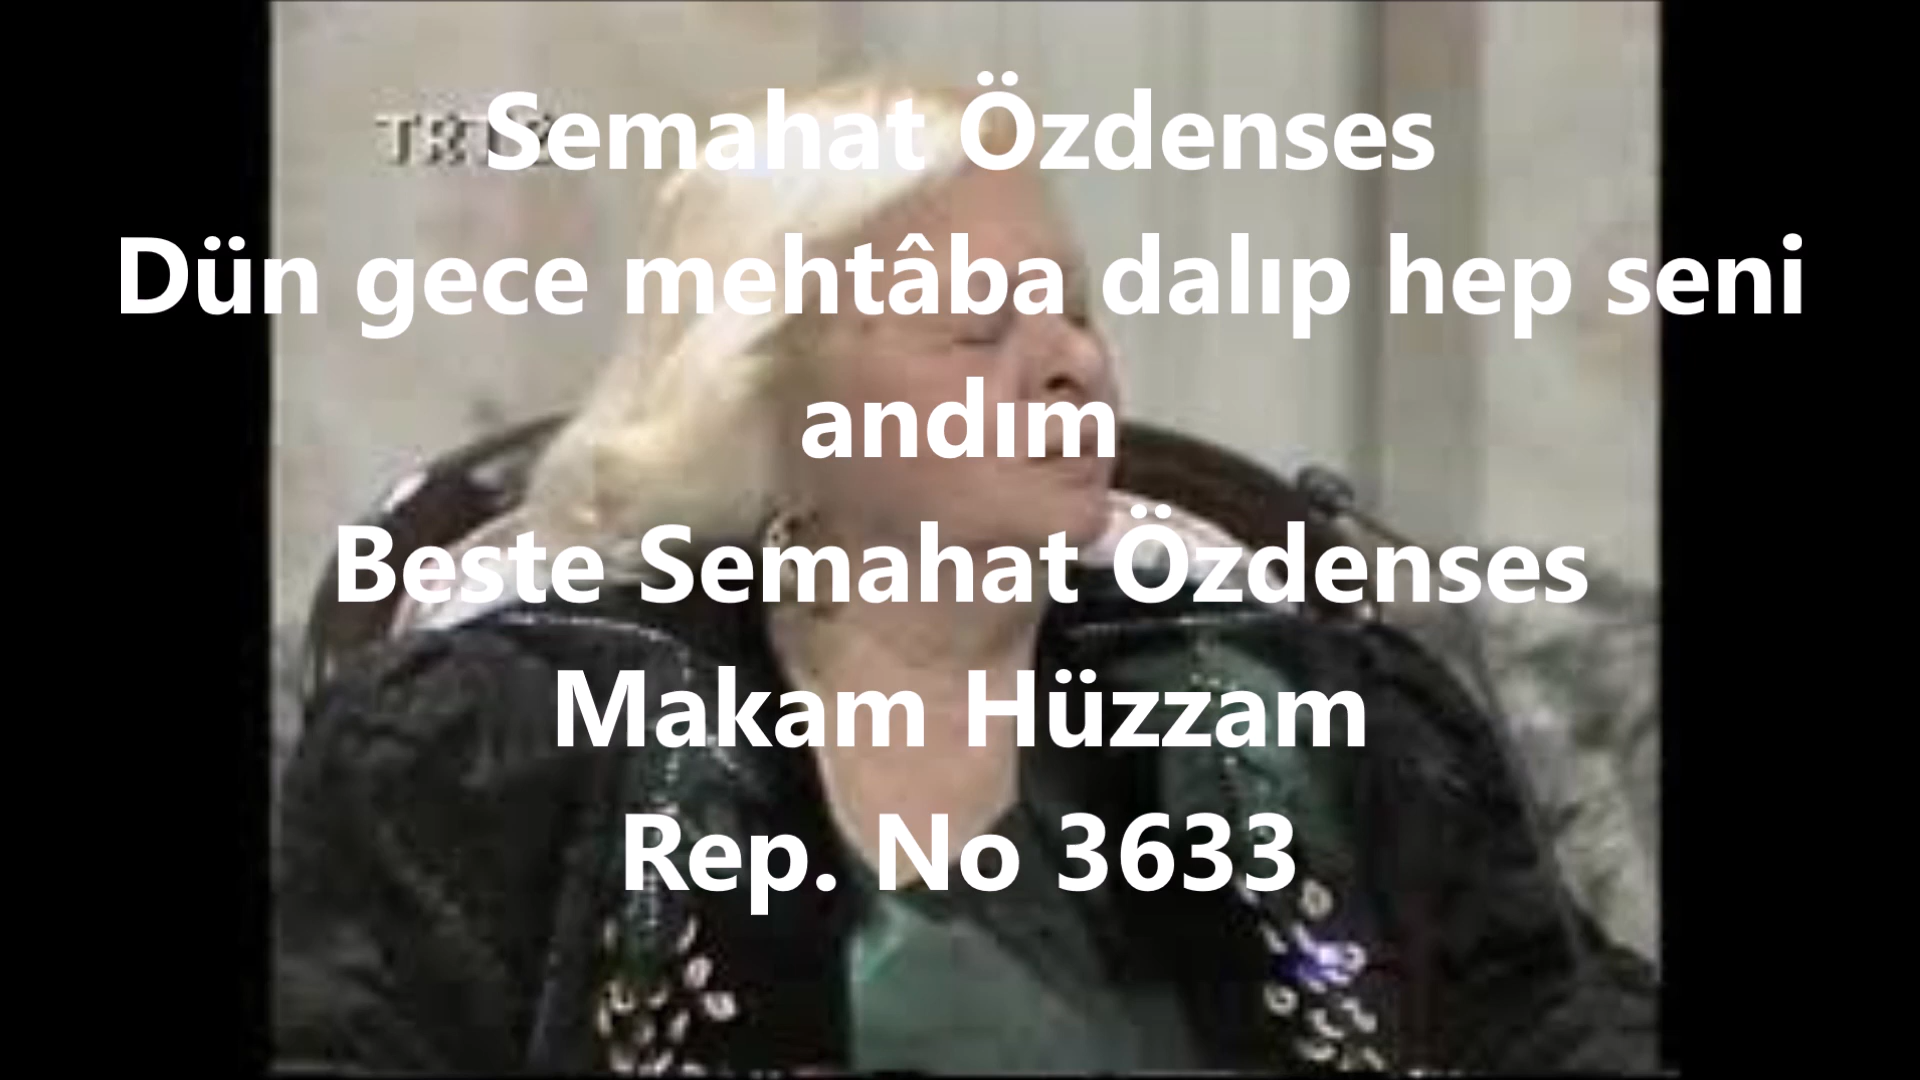 Semahat Özdenses
Dün gece mehtâba dalıp hep seni
andım
Beste Semahat Özdenses
Makam Hüzzam
Rep. No 3633